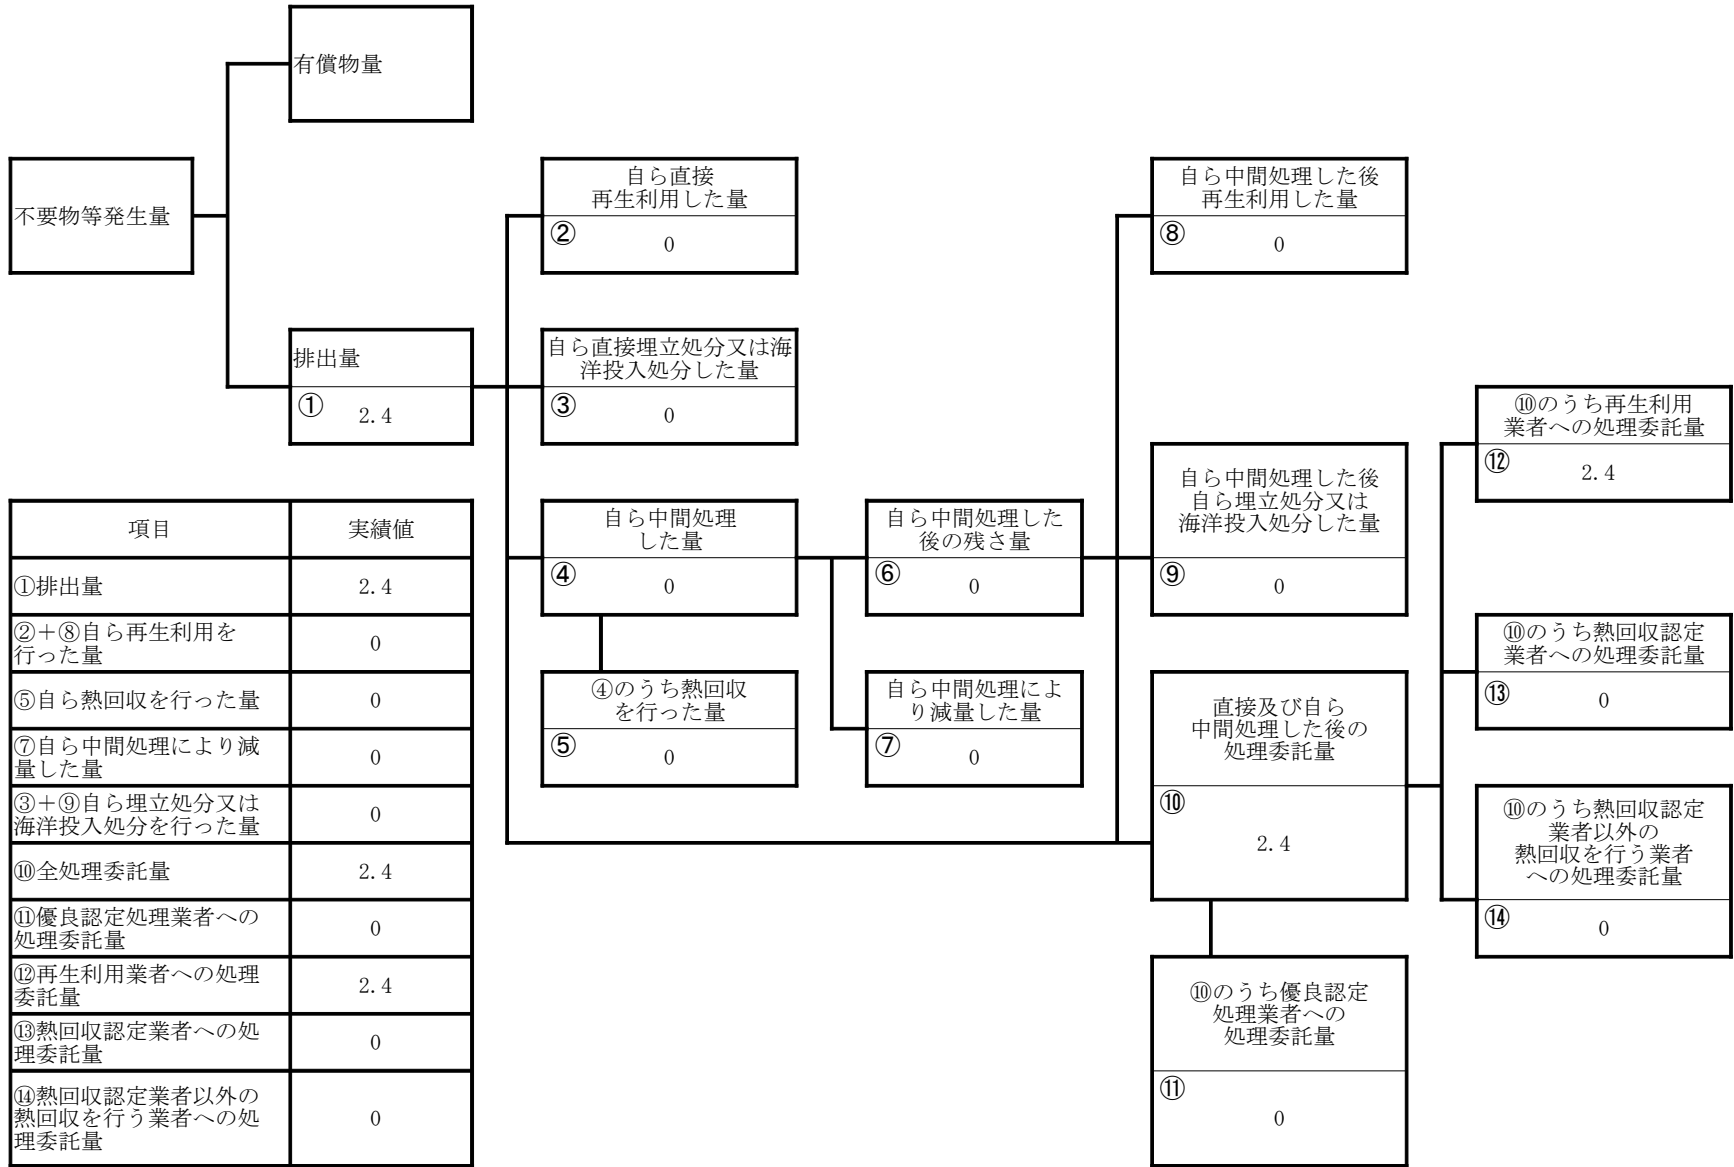 有償物量
不要物等発生量
自ら直接
再生利用した量
②
0
自ら中間処理した後
再生利用した量
⑧
0
排出量
①
2.4
自ら直接埋立処分又は海
洋投入処分した量
③
0
⑩のうち再生利用
業者への処理委託量
⑫
2.4
自ら中間処理
した量
④
0
自ら中間処理した
後の残さ量
⑥
0
自ら中間処理した後
自ら埋立処分又は
海洋投入処分した量
⑨
0
⑩のうち熱回収認定
業者への処理委託量
⑬
0
④のうち熱回収
を行った量
⑤
0
自ら中間処理によ
り減量した量
⑦
0
直接及び自ら
中間処理した後の
処理委託量
⑩
2.4
⑩のうち熱回収認定
業者以外の
熱回収を行う業者
への処理委託量
⑭
0
⑩のうち優良認定
処理業者への
処理委託量
⑪
0
項目 実績値
①排出量 2.4
②+⑧自ら再生利用を
行った量 0
⑤自ら熱回収を行った量 0
⑦自ら中間処理により減
量した量 0
③+⑨自ら埋立処分又は
海洋投入処分を行った量 0
⑩全処理委託量 2.4
⑪優良認定処理業者への
処理委託量 0
⑫再生利用業者への処理
委託量 2.4
⑬熱回収認定業者への処
理委託量 0
⑭熱回収認定業者以外の
熱回収を行う業者への処
理委託量 0